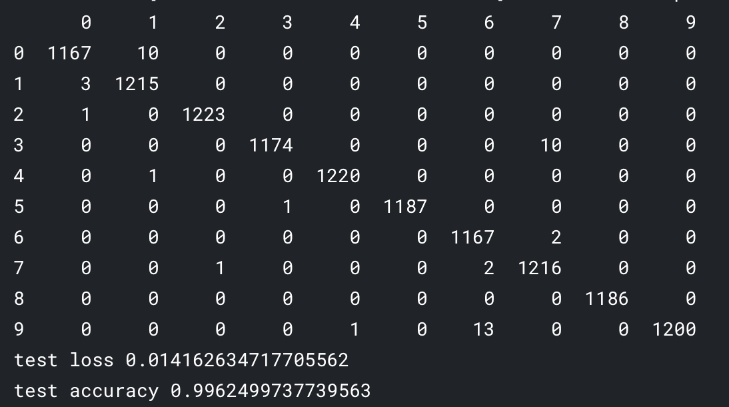 0 1 2 3 4 5 6 7 8 9
0 1167 10 0 0 0 0 0 0 0 0
1 3 1215 0 0 0 0 0 0 0 0
2 1 0 1223 0 0 0 0 0 0 0
3 0 0 0 1174 0 0 0 10 0 0
4 0 1 0 0 1220 0 0 0 0 0
5 0 0 0 1 0 1187 0 0 0 0
6 0 0 0 0 0 0 1167 2 0 0
7 0 0 1 0 0 0 2 1216 0 0
8 0 0 0 0 0 0 0 0 1186 0
9 0 0 0 0 1 0 13 0 0 1200
test loss 0.014162634717705562
test accuracy 0.9962499737739563